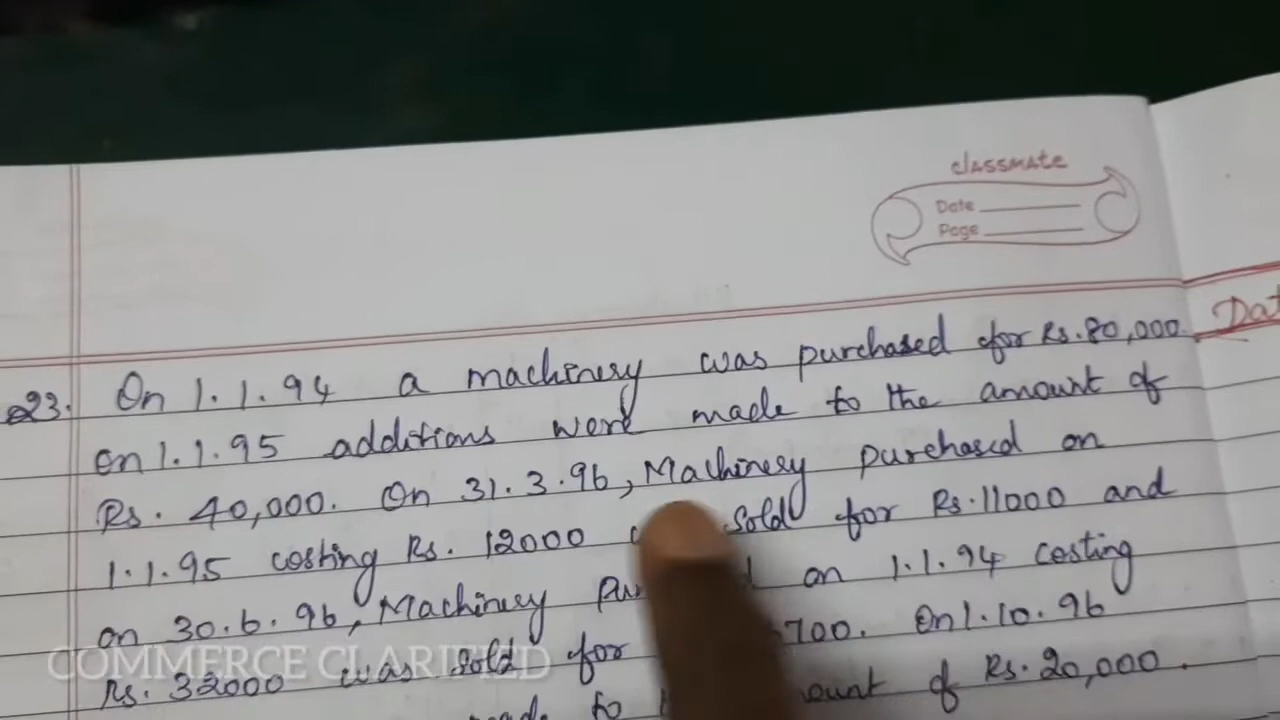 classmate
Date
Page
Dat
23. On 1.1.94 a machinery was purchased for Rs.80,000.
on 1.1.95 additions were made to the amount of
Rs. 40,000. On 31.3.96, Machinery purchased on
1.1.95 costing Rs. 12000 sold for Rs.11000 and
on 30.6.96, Machinery on 1.1.94 costing
Rs. 32000 was sold for 700. On 1.10.96
made to of Rs.20,000.
COMMERCE CLARIFIED